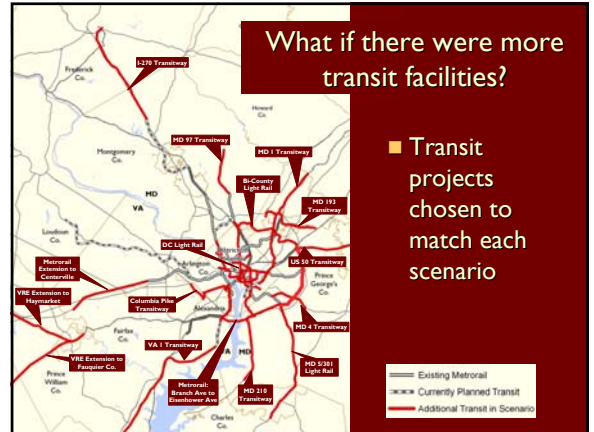 What if there were more
transit facilities?
■ Transit
projects
chosen to
match each
scenario
Frederick
Co.
I-270 Transitway
Howard
Co.
MD 97 Transitway
MD 1 Transitway
Montgomery
Co.
Bi-County
Light Rail
MD
VA
MD 193
Transitway
Loudoun
Co.
DC Light Rail
District
US 50 Transitway
Arlington
Co.
Metrorail
Extension to
Centerville
Prince
George's
Co.
VRE Extension to
Haymarket
Columbia Pike
Transitway
Alexandria
MD 4 Transitway
Fairfax
Co.
VA 1 Transitway
VA
MD
VRE Extension to
Fauquier Co.
MD 5/301
Light Rail
Prince
William
Co.
Metrorail:
Branch Ave to
Eisenhower Ave
MD 210
Transitway
Charles
Co.
Existing Metrorail
Currently Planned Transit
Additional Transit in Scenario